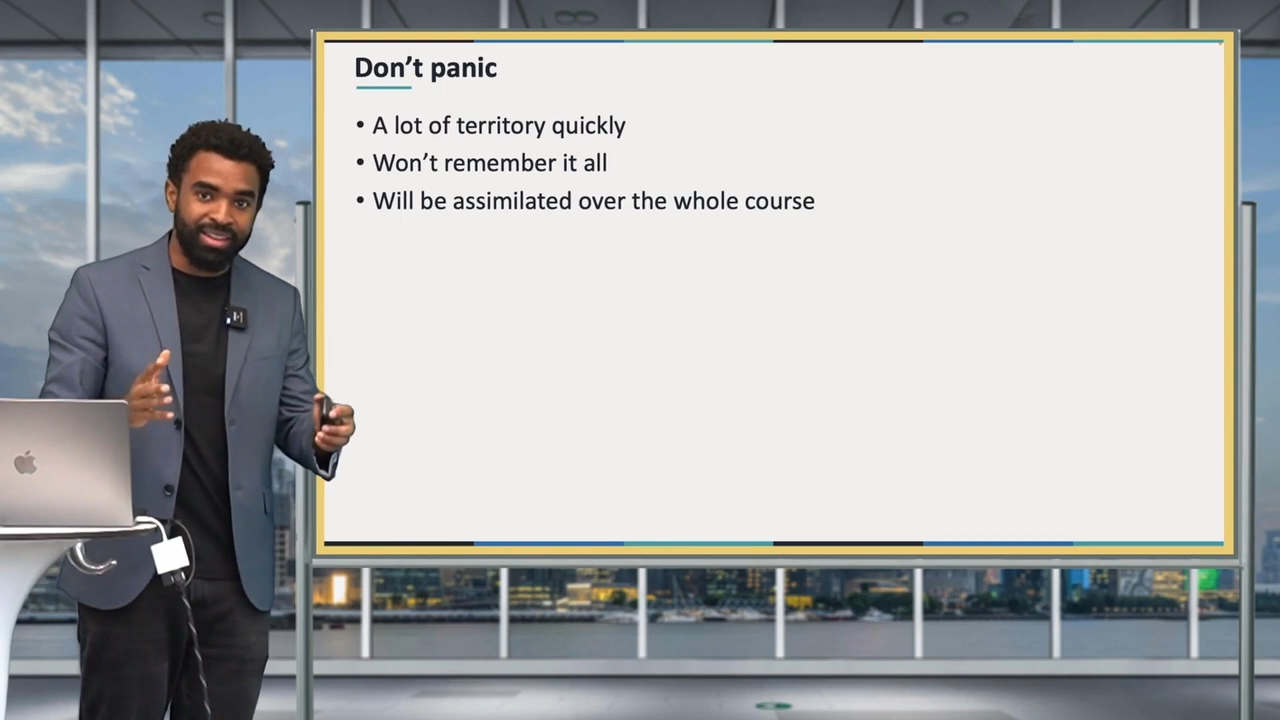 Don’t panic
• A lot of territory quickly
• Won’t remember it all
• Will be assimilated over the whole course